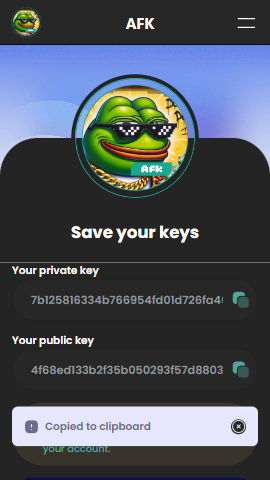 AFK
AFK
Save your keys
Your private key
7b125816334b766954fd01d726fa4
Your public key
4f68ed133b2f35b050293f57d8803
Copied to clipboard
your account.